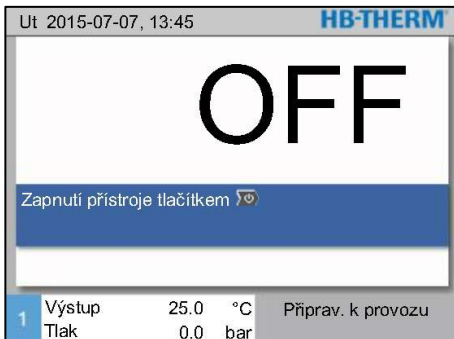 Út 2015-07-07, 13:45 HB-THERM
OFF
Zapnutí přístroje tlačítkem
1 Výstup 25.0 °C Připrav. k provozu
Tlak 0.0 bar